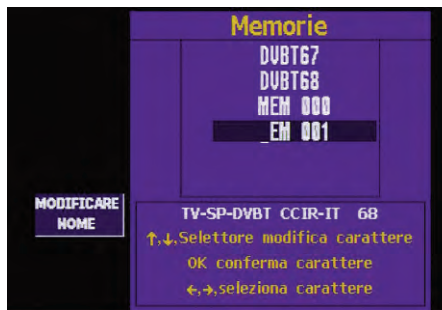 Memorie
DVBT67
DVBT68
MEM 000
_EM 001
MODIFICARE
NOME
TV-SP-DVBT CCIR-IT 68
↑,↓,Selettore modifica carattere
OK conferma carattere
←,→,seleziona carattere